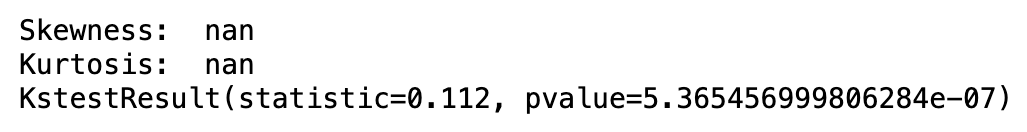 Skewness:  nan
Kurtosis:  nan
KstestResult(statistic=0.112, pvalue=5.365456999806284e-07)